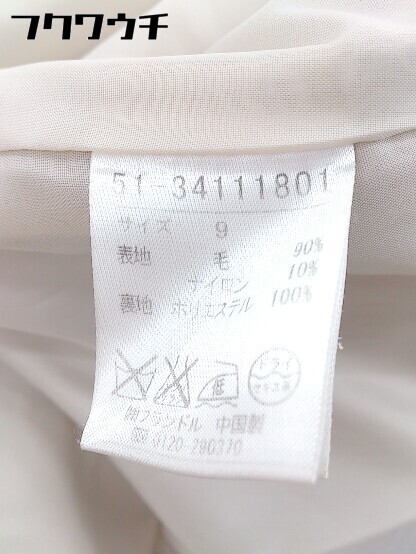 フクワウチ
51-34111801
サイズ 9
表地 毛 90%
ナイロン 10%
裏地 ポリエステル 100%
低 ドライ
セキユ系
㈱フランドル 中国製
☎0120-290370